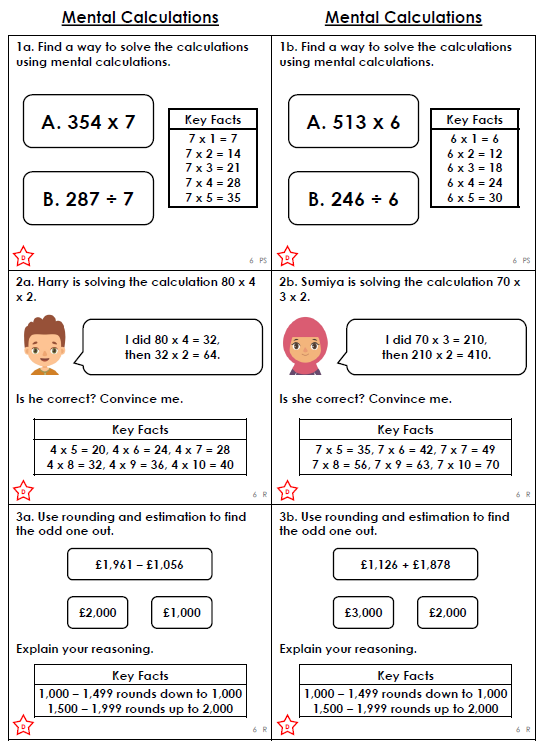 Mental Calculations
1a. Find a way to solve the calculations
using mental calculations.
A. 354 x 7
B. 287 ÷ 7
Key Facts
7 x 1 = 7
7 x 2 = 14
7 x 3 = 21
7 x 4 = 28
7 x 5 = 35
D
6 PS
Mental Calculations
1b. Find a way to solve the calculations
using mental calculations.
A. 513 x 6
B. 246 ÷ 6
Key Facts
6 x 1 = 6
6 x 2 = 12
6 x 3 = 18
6 x 4 = 24
6 x 5 = 30
D
6 PS
2a. Harry is solving the calculation 80 x 4
x 2.
I did 80 x 4 = 32,
then 32 x 2 = 64.
Is he correct? Convince me.
Key Facts
4 x 5 = 20, 4 x 6 = 24, 4 x 7 = 28
4 x 8 = 32, 4 x 9 = 36, 4 x 10 = 40
D
6 R
2b. Sumiya is solving the calculation 70 x
3 x 2.
I did 70 x 3 = 210,
then 210 x 2 = 410.
Is she correct? Convince me.
Key Facts
7 x 5 = 35, 7 x 6 = 42, 7 x 7 = 49
7 x 8 = 56, 7 x 9 = 63, 7 x 10 = 70
D
6 R
3a. Use rounding and estimation to find
the odd one out.
£1,961 – £1,056
£2,000
£1,000
Explain your reasoning.
Key Facts
1,000 – 1,499 rounds down to 1,000
1,500 – 1,999 rounds up to 2,000
D
6 R
3b. Use rounding and estimation to find
the odd one out.
£1,126 + £1,878
£3,000
£2,000
Explain your reasoning.
Key Facts
1,000 – 1,499 rounds down to 1,000
1,500 – 1,999 rounds up to 2,000
D
6 R